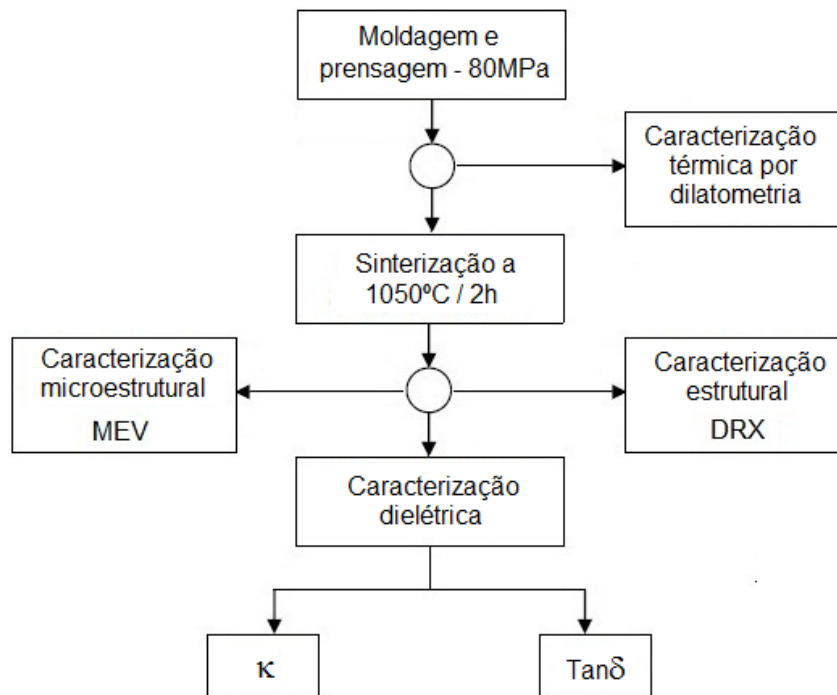 Moldagem e
prensagem - 80MPa
Caracterização
térmica por
dilatometria
Sinterização a
1050ºC / 2h
Caracterização
microestrutural
MEV
Caracterização
estrutural
DRX
Caracterização
dielétrica
κ
Tanδ